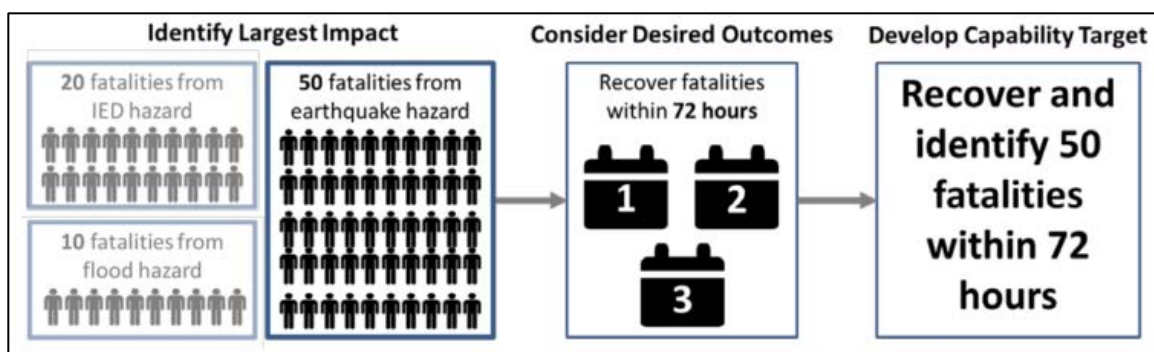 Identify Largest Impact
20 fatalities from
IED hazard
10 fatalities from
flood hazard
50 fatalities from
earthquake hazard
Consider Desired Outcomes
Recover fatalities
within 72 hours
1
2
3
Develop Capability Target
Recover and
identify 50
fatalities
within 72
hours